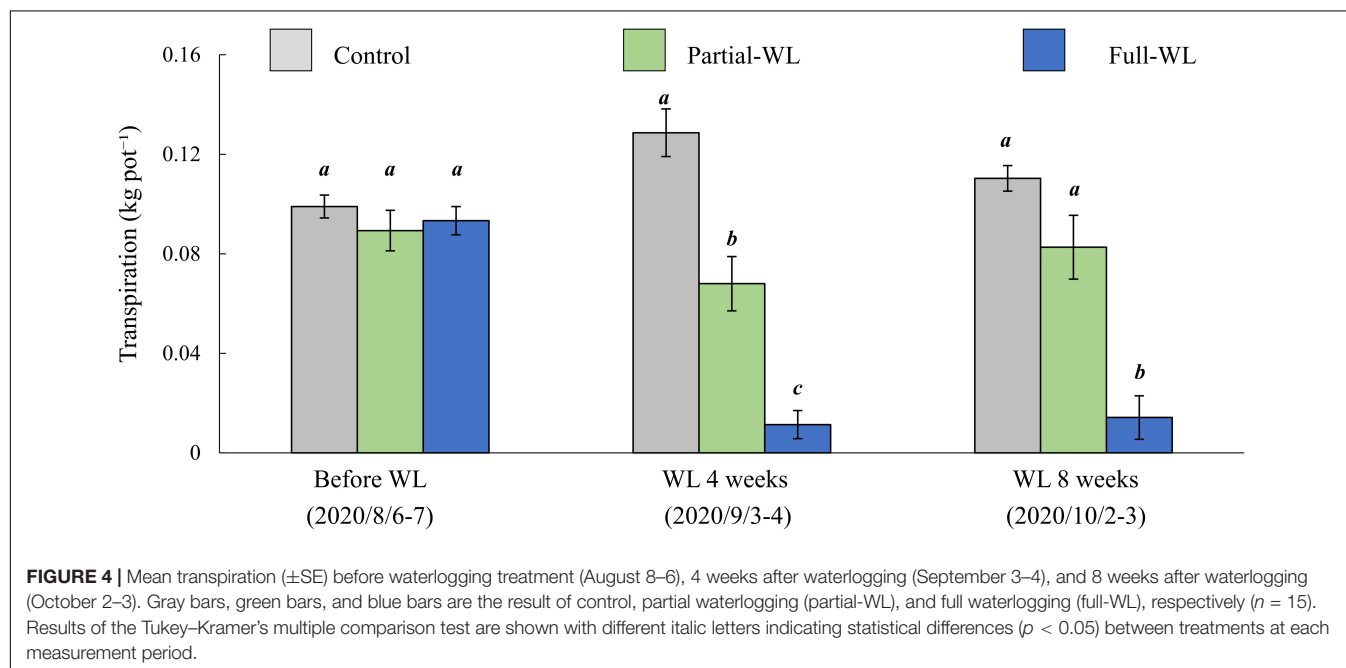 0.16
Control
Partial-WL
Full-WL
a
0.12
a
a
a
a
a
Transpiration (kg pot⁻¹)
0.08
b
0.04
c
b
0
Before WL
WL 4 weeks
WL 8 weeks
(2020/8/6-7)
(2020/9/3-4)
(2020/10/2-3)
FIGURE 4 | Mean transpiration (±SE) before waterlogging treatment (August 8–6), 4 weeks after waterlogging (September 3–4), and 8 weeks after waterlogging
(October 2–3). Gray bars, green bars, and blue bars are the result of control, partial waterlogging (partial-WL), and full waterlogging (full-WL), respectively (n = 15).
Results of the Tukey–Kramer's multiple comparison test are shown with different italic letters indicating statistical differences (p < 0.05) between treatments at each
measurement period.